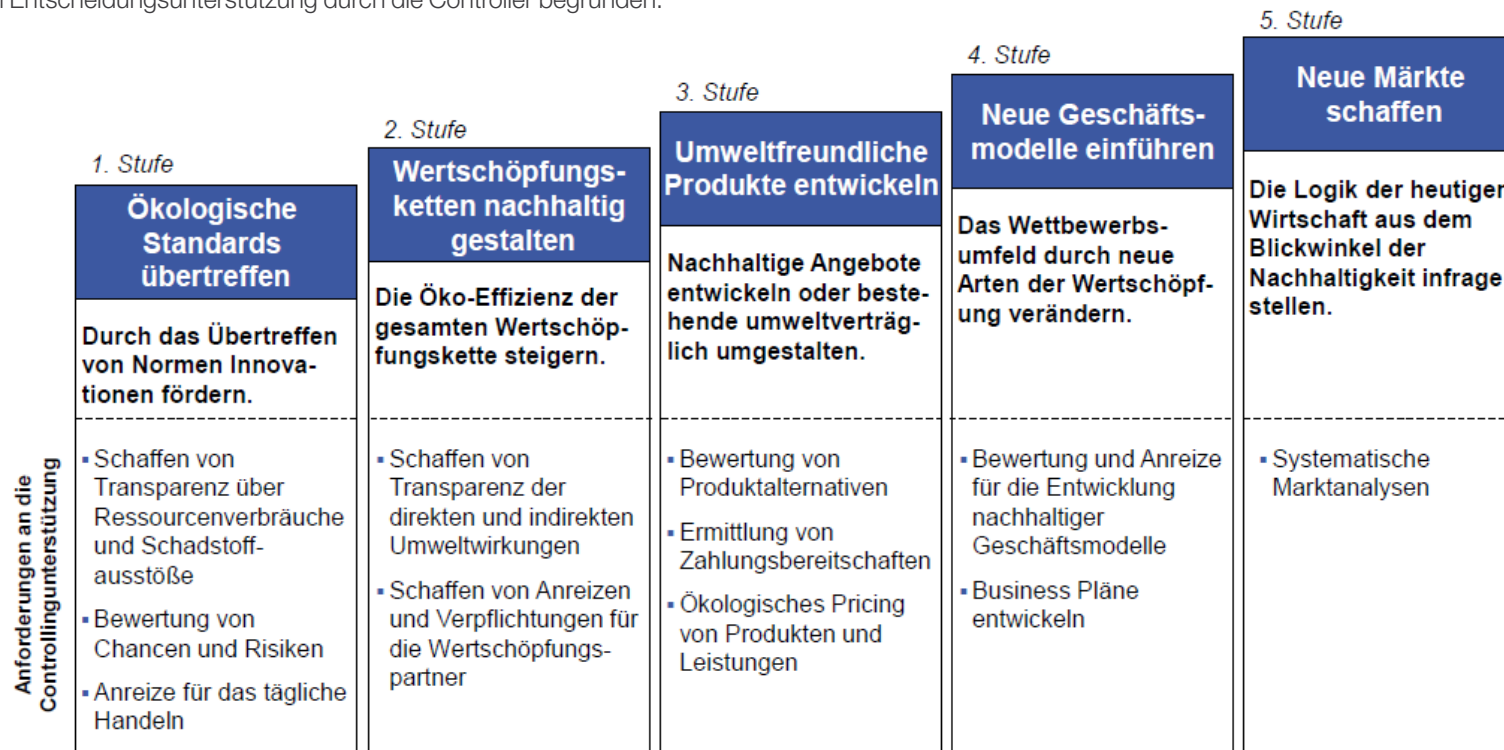 Entscheidungsunterstützung durch die Controller begründen.
1. Stufe
Ökologische
Standards
übertreffen
Durch das Übertreffen
von Normen Innova-
tionen fördern.
▪ Schaffen von
Transparenz über
Ressourcenverbräuche
und Schadstoff-
ausstöße
▪ Bewertung von
Chancen und Risiken
▪ Anreize für das tägliche
Handeln
2. Stufe
Wertschöpfungs-
ketten nachhaltig
gestalten
Die Öko-Effizienz der
gesamten Wertschöp-
fungskette steigern.
▪ Schaffen von
Transparenz der
direkten und indirekten
Umweltwirkungen
▪ Schaffen von Anreizen
und Verpflichtungen für
die Wertschöpfungs-
partner
3. Stufe
Umweltfreundliche
Produkte entwickeln
Nachhaltige Angebote
entwickeln oder beste-
hende umweltverträg-
lich umgestalten.
▪ Bewertung von
Produktalternativen
▪ Ermittlung von
Zahlungsbereitschaften
▪ Ökologisches Pricing
von Produkten und
Leistungen
4. Stufe
Neue Geschäfts-
modelle einführen
Das Wettbewerbs-
umfeld durch neue
Arten der Wertschöpf-
ung verändern.
▪ Bewertung und Anreize
für die Entwicklung
nachhaltiger
Geschäftsmodelle
▪ Business Pläne
entwickeln
5. Stufe
Neue Märkte
schaffen
Die Logik der heutigen
Wirtschaft aus dem
Blickwinkel der
Nachhaltigkeit infrage
stellen.
▪ Systematische
Marktanalysen
Anforderungen an die
Controllingunterstützung